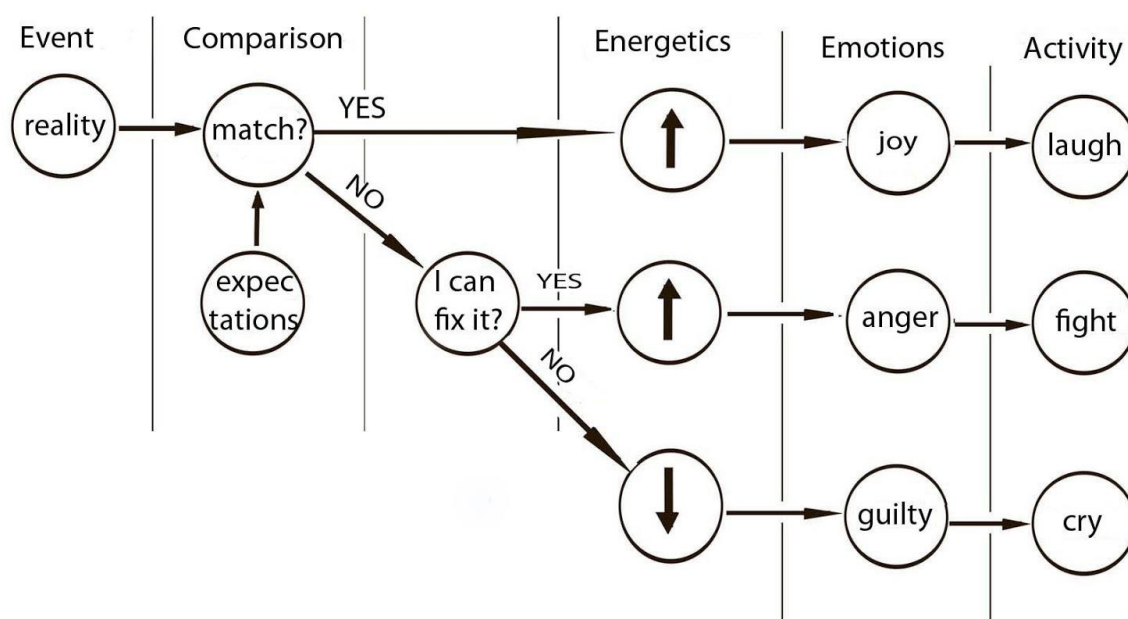 Event
Comparison
Energetics
Emotions
Activity
reality
match?
YES
joy
laugh
NO
expec
tations
I can
fix it?
YES
anger
fight
NO
guilty
cry